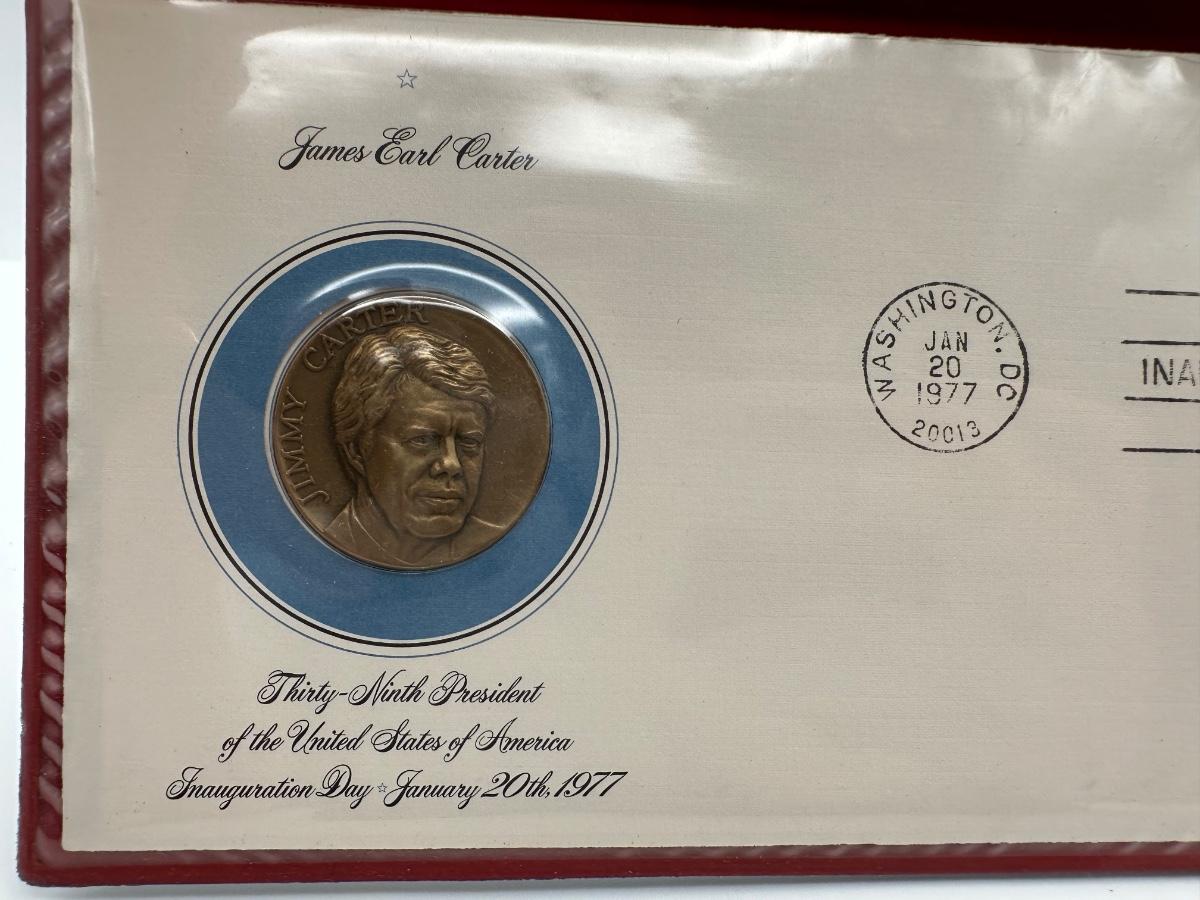 James Earl Carter
JIMMY CARTER
WASHINGTON. DC
JAN
20
1977
20013
INA
Thirty-Ninth President
of the United States of America
Inauguration Day ☆ January 20th, 1977